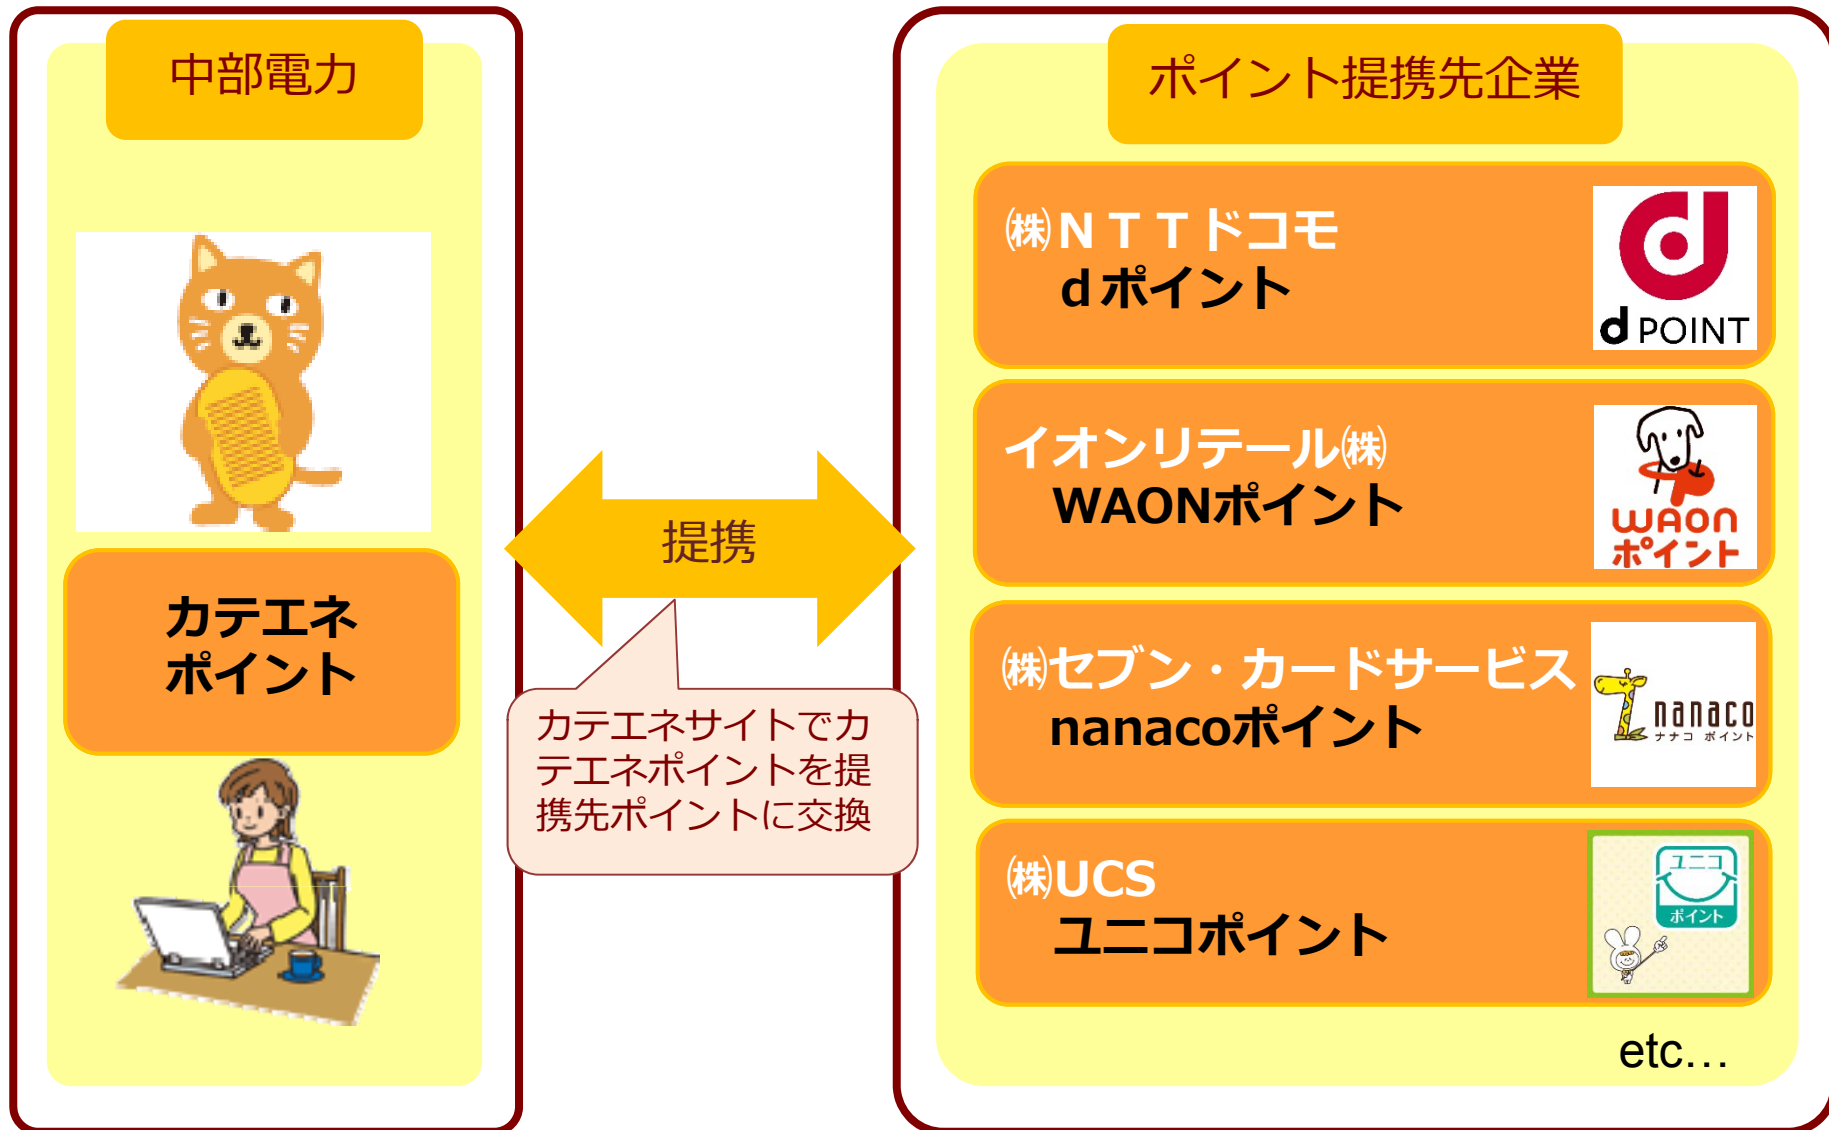 中部電力
カテエネ
ポイント
提携
カテエネサイトでカ
テエネポイントを提
携先ポイントに交換
ポイント提携先企業
㈱ＮＴＴドコモ
ｄポイント
d POINT
イオンリテール㈱
WAONポイント
WAON
ポイント
㈱セブン・カードサービス
nanacoポイント
nanaco
ナナコ ポイント
㈱UCS
ユニコポイント
ユニコ
ポイント
etc…